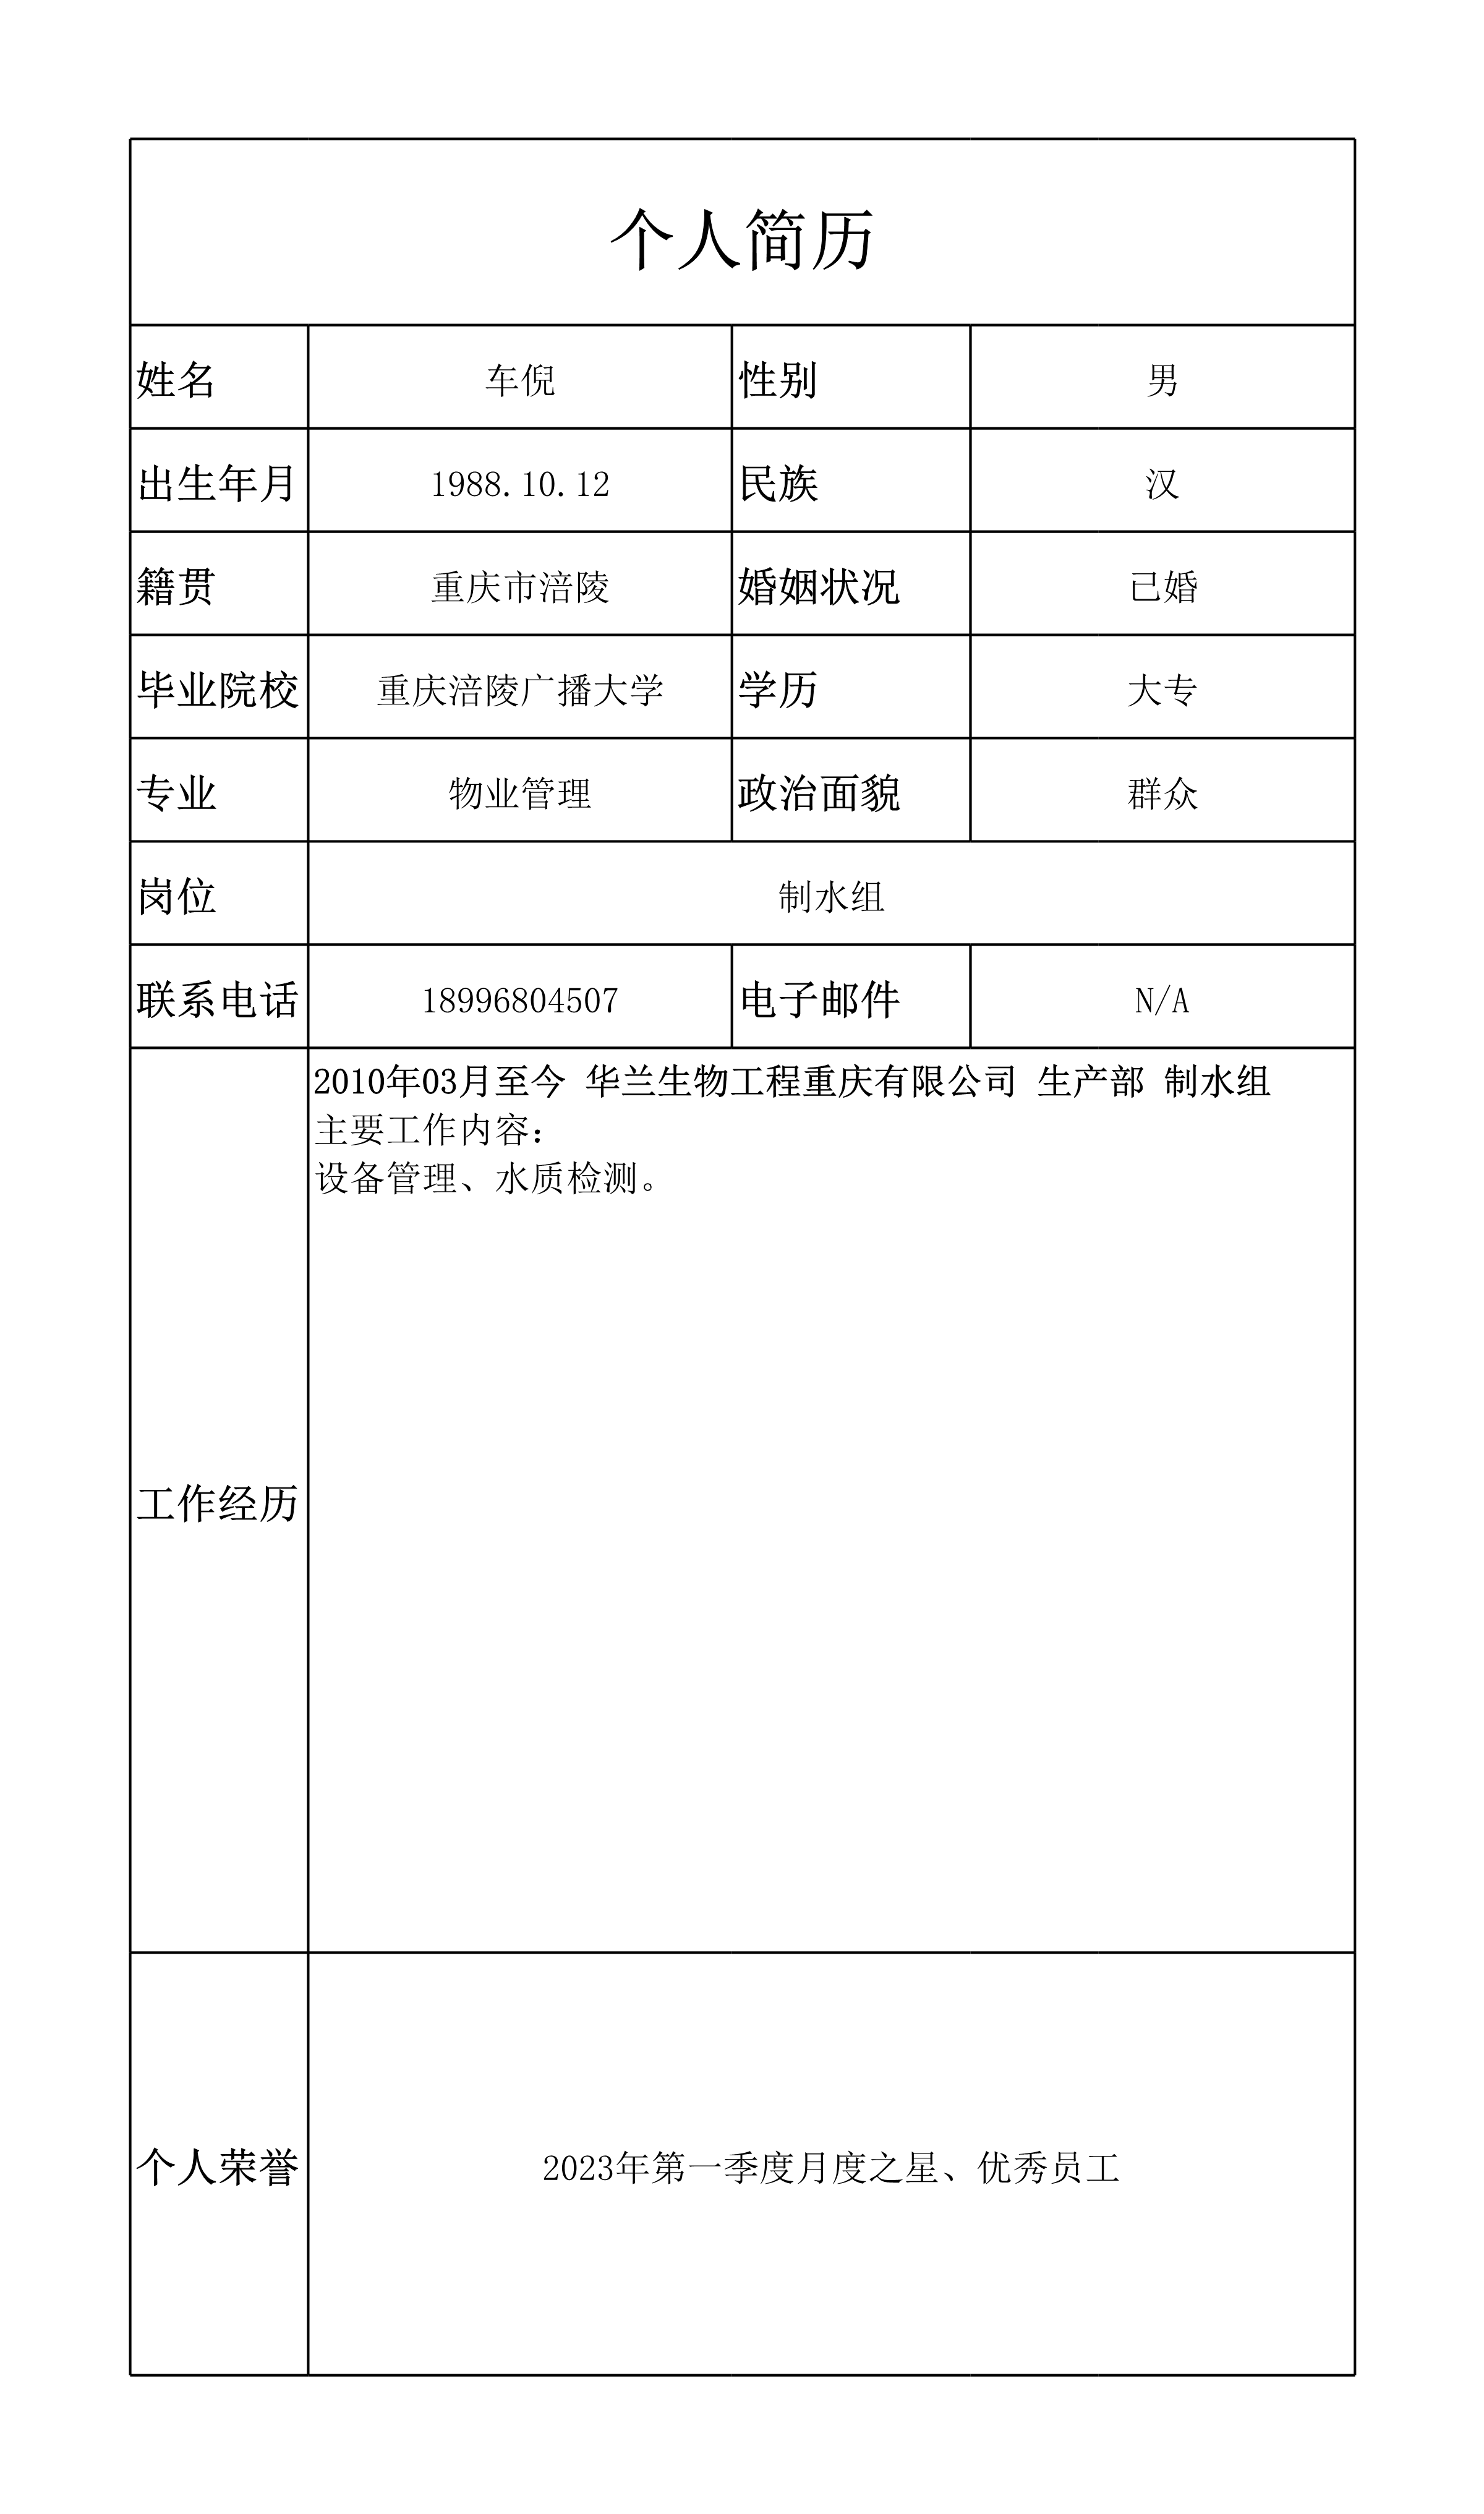 个人简历
姓名 车倪 性别 男
出生年月 1988.10.12 民族 汉
籍贯 重庆市涪陵 婚姻状况 已婚
毕业院校 重庆涪陵广播大学 学历 大专
专业 物业管理 政治面貌 群众
岗位 制水组
联系电话 18996804507 电子邮件 N/A
2010年03月至今 华兰生物工程重庆有限公司 生产部 制水组
主要工作内容：
设备管理、水质检测。
工作经历
个人荣誉 2023年第一季度月度之星、优秀员工